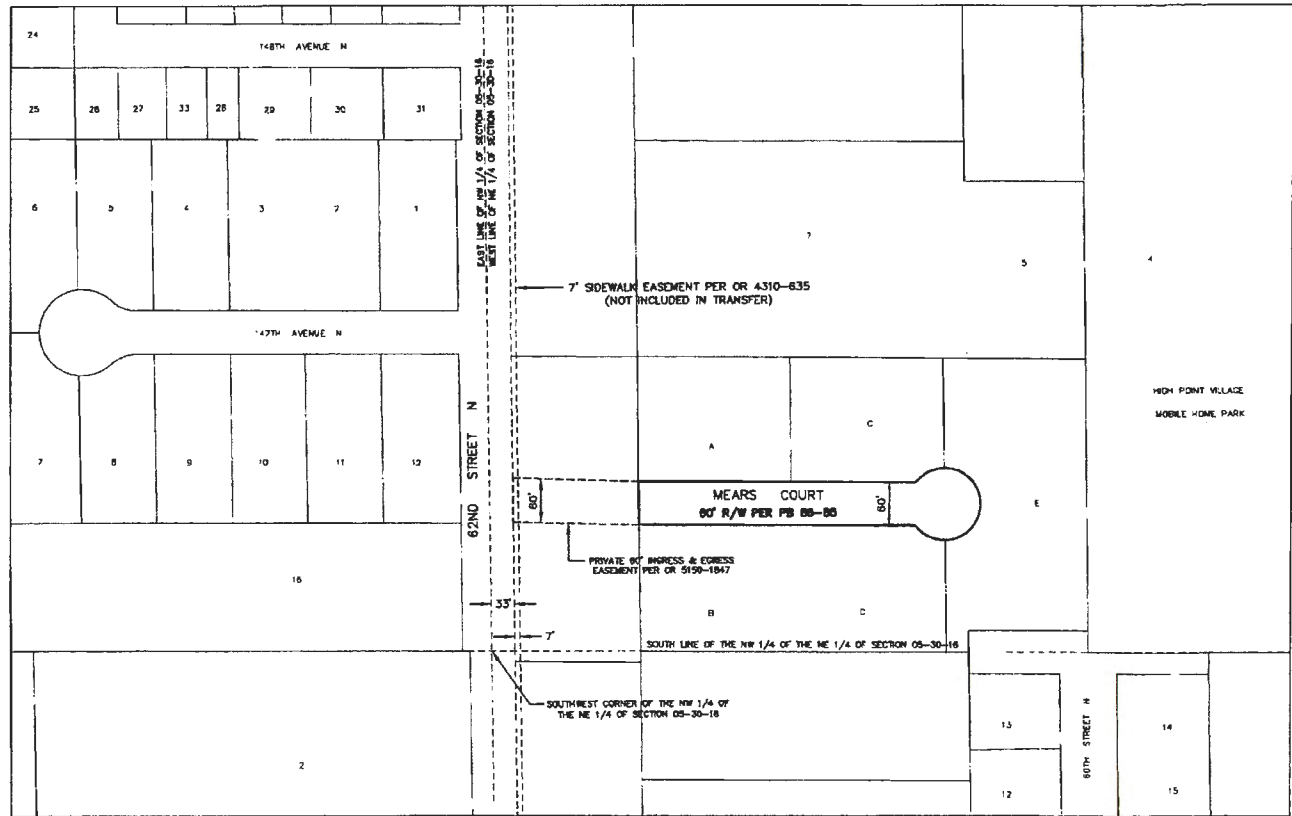 24
148TH AVENUE N
25
26
27
33
28
29
30
31
EAST LINE OF NW 1/4 OF SECTION 05-30-16
WEST LINE OF NE 1/4 OF SECTION 05-30-16
6
5
4
3
2
1
7
5
4
7' SIDEWALK EASEMENT PER OR 4310-635
(NOT INCLUDED IN TRANSFER)
147TH AVENUE N
HIGH POINT VILLAGE
MOBILE HOME PARK
62ND STREET N
7
8
9
10
11
12
A
C
E
60'
MEARS COURT
60' R/W PER PB 86-86
60'
PRIVATE 60' INGRESS & EGRESS
EASEMENT PER OR 5150-1847
16
33'
B
D
7'
SOUTH LINE OF THE NW 1/4 OF THE NE 1/4 OF SECTION 05-30-16
SOUTHWEST CORNER OF THE NW 1/4 OF
THE NE 1/4 OF SECTION 05-30-16
2
13
60TH STREET N
14
12
15